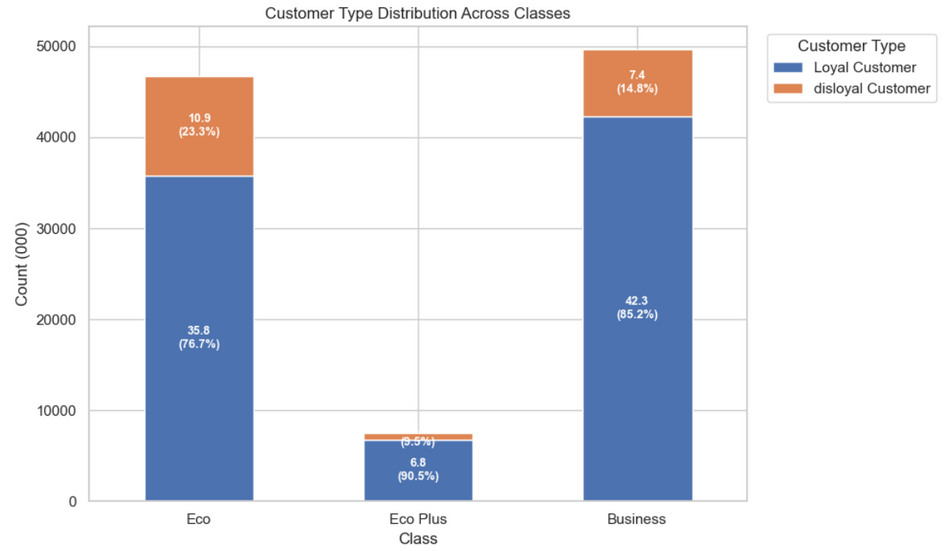 Customer Type Distribution Across Classes
Customer Type
Loyal Customer
disloyal Customer
Count (000)
50000
40000
30000
20000
10000
0
10.9
(23.3%)
35.8
(76.7%)
(9.5%)
6.8
(90.5%)
7.4
(14.8%)
42.3
(85.2%)
Eco
Eco Plus
Business
Class